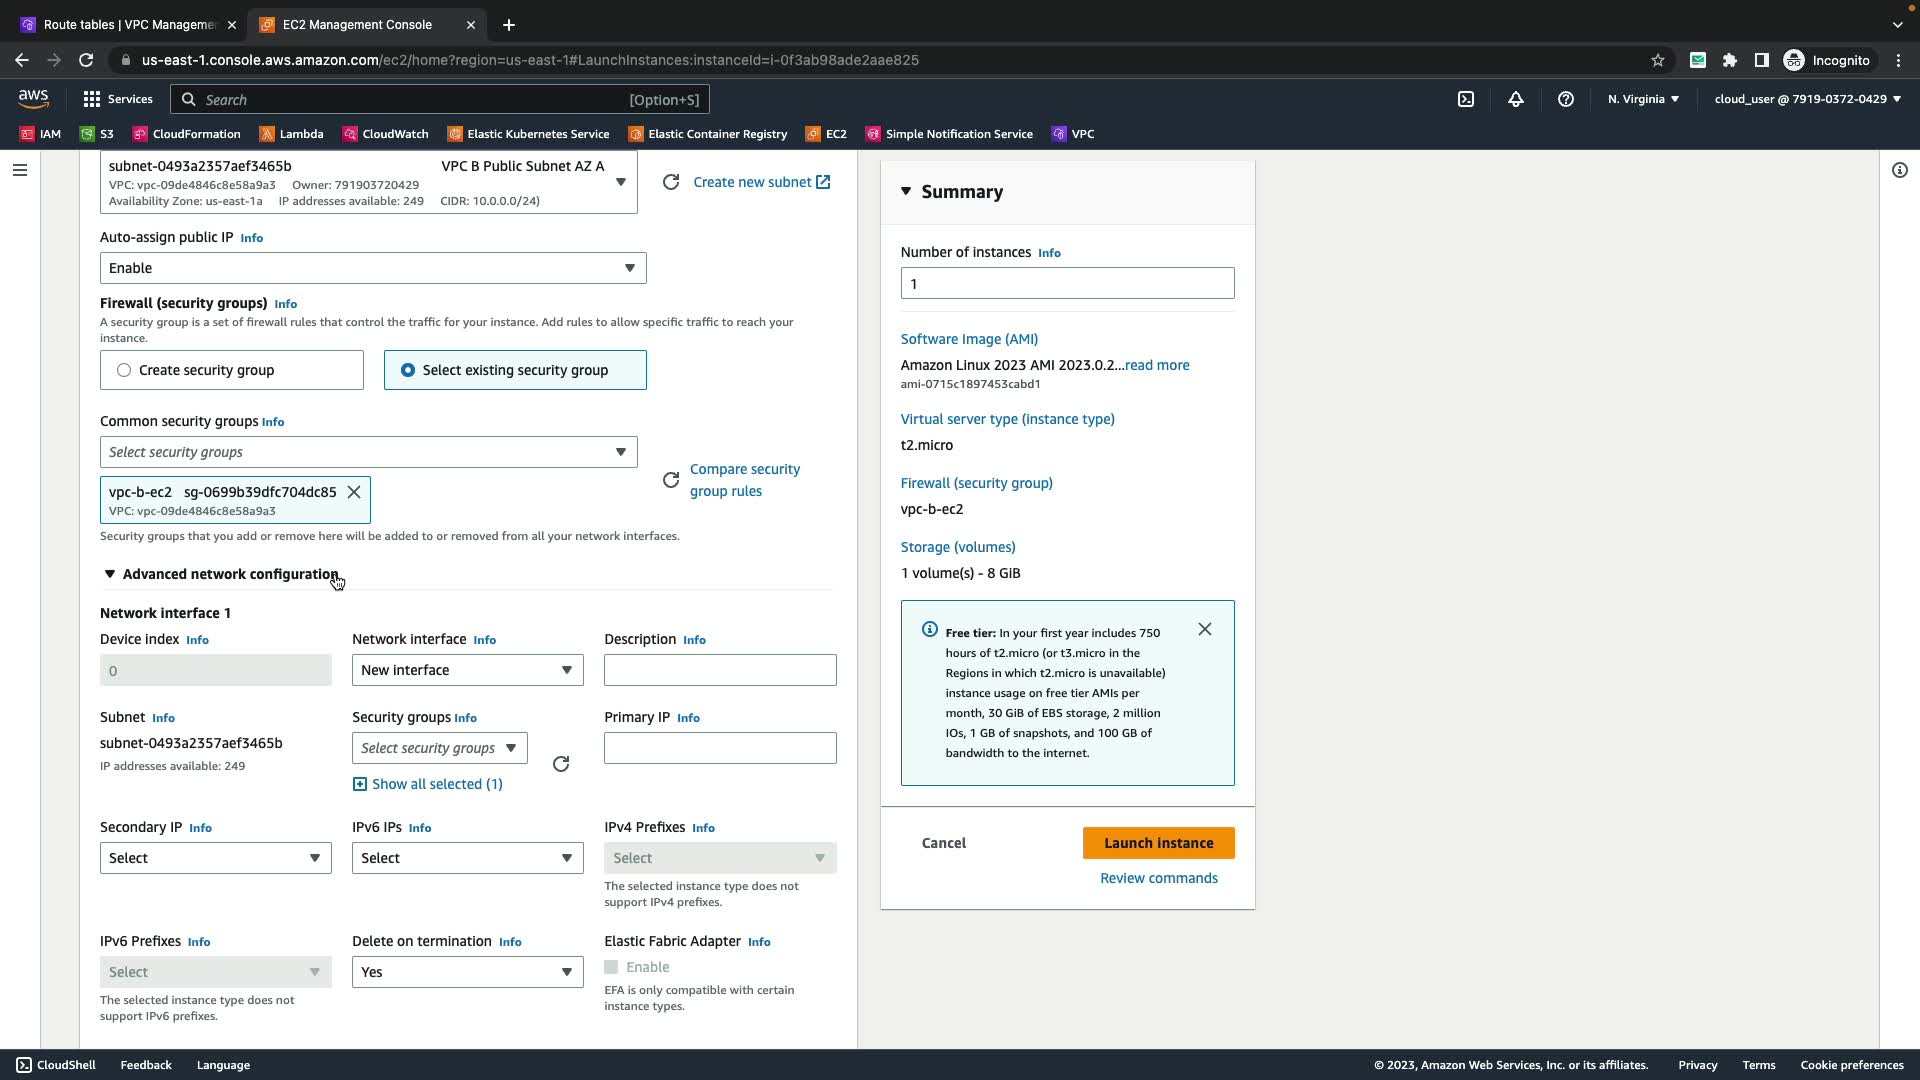 Route tables | VPC Manageme
EC2 Management Console
us-east-1.console.aws.amazon.com/ec2/home?region=us-east-1#LaunchInstances:instanceId=i-0f3ab98ade2aae825
Incognito
aws
Services
Search
[Option+S]
N. Virginia
cloud_user @ 7919-0372-0429
IAM
S3
CloudFormation
Lambda
CloudWatch
Elastic Kubernetes Service
Elastic Container Registry
EC2
Simple Notification Service
VPC
subnet-0493a2357aef3465b VPC B Public Subnet AZ A
VPC: vpc-09de4846c8e58a9a3 Owner: 791903720429
Availability Zone: us-east-1a IP addresses available: 249 CIDR: 10.0.0.0/24)
Create new subnet
Auto-assign public IP Info
Enable
Firewall (security groups) Info
A security group is a set of firewall rules that control the traffic for your instance. Add rules to allow specific traffic to reach your
instance.
Create security group
Select existing security group
Common security groups Info
Select security groups
vpc-b-ec2 sg-0699b39dfc704dc85
VPC: vpc-09de4846c8e58a9a3
Compare security
group rules
Security groups that you add or remove here will be added to or removed from all your network interfaces.
Advanced network configuration
Network interface 1
Device index Info
0
Network interface Info
New interface
Description Info
Subnet Info
subnet-0493a2357aef3465b
IP addresses available: 249
Security groups Info
Select security groups
Show all selected (1)
Primary IP Info
Secondary IP Info
Select
IPv6 IPs Info
Select
IPv4 Prefixes Info
Select
The selected instance type does not
support IPv4 prefixes.
IPv6 Prefixes Info
Select
The selected instance type does not
support IPv6 prefixes.
Delete on termination Info
Yes
Elastic Fabric Adapter Info
Enable
EFA is only compatible with certain
instance types.
Summary
Number of instances Info
1
Software Image (AMI)
Amazon Linux 2023 AMI 2023.0.2...read more
ami-0715c1897453cabd1
Virtual server type (instance type)
t2.micro
Firewall (security group)
vpc-b-ec2
Storage (volumes)
1 volume(s) - 8 GiB
Free tier: In your first year includes 750
hours of t2.micro (or t3.micro in the
Regions in which t2.micro is unavailable)
instance usage on free tier AMIs per
month, 30 GiB of EBS storage, 2 million
IOs, 1 GB of snapshots, and 100 GB of
bandwidth to the internet.
Cancel
Launch instance
Review commands
CloudShell
Feedback
Language
© 2023, Amazon Web Services, Inc. or its affiliates.
Privacy
Terms
Cookie preferences